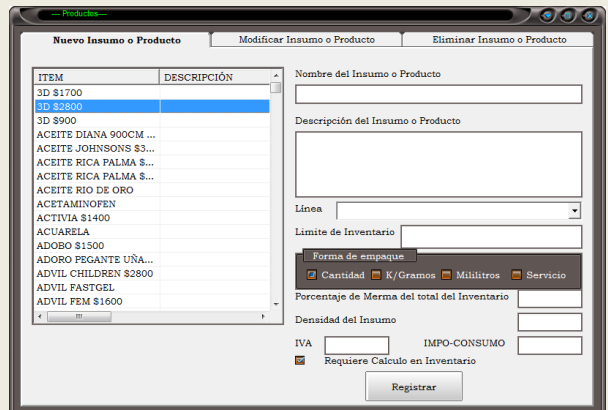 Productos
Nuevo Insumo o Producto
Modificar Insumo o Producto
Eliminar Insumo o Producto
ITEM DESCRIPCIÓN
3D $1700
3D $2800
3D $900
ACEITE DIANA 900CM ...
ACEITE JOHNSONS $3...
ACEITE RICA PALMA $...
ACEITE RICA PALMA $...
ACEITE RIO DE ORO
ACETAMINOFEN
ACTIVIA $1400
ACUARELA
ADOBO $1500
ADORO PEGANTE UÑA...
ADVIL CHILDREN $2800
ADVIL FASTGEL
ADVIL FEM $1600
Nombre del Insumo o Producto
Descripción del Insumo o Producto
Línea
Limite de Inventario
Forma de empaque
Cantidad K/Gramos Mililitros Servicio
Porcentaje de Merma del total del Inventario
Densidad del Insumo
IVA IMPO-CONSUMO
Requiere Calculo en Inventario
Registrar